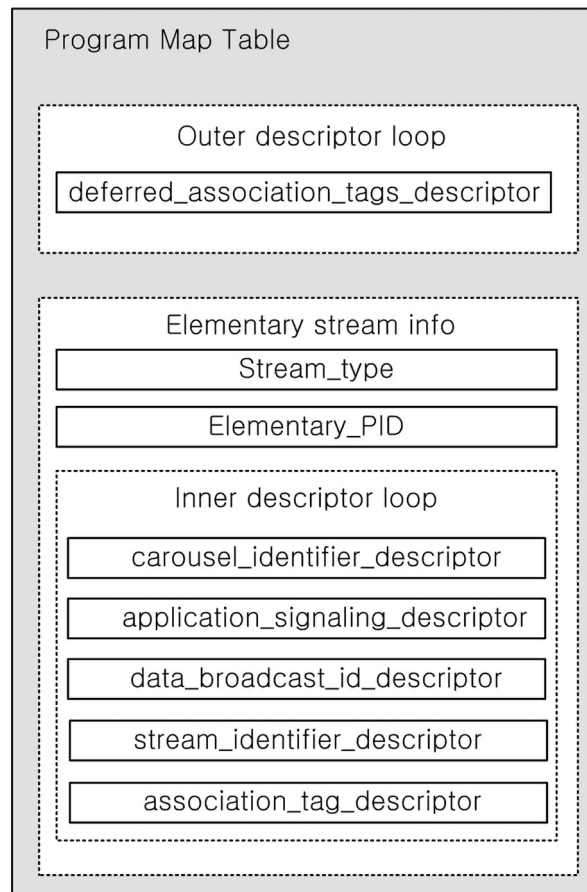 Program Map Table
Outer descriptor loop
deferred_association_tags_descriptor
Elementary stream info
Stream_type
Elementary_PID
Inner descriptor loop
carousel_identifier_descriptor
application_signaling_descriptor
data_broadcast_id_descriptor
stream_identifier_descriptor
association_tag_descriptor